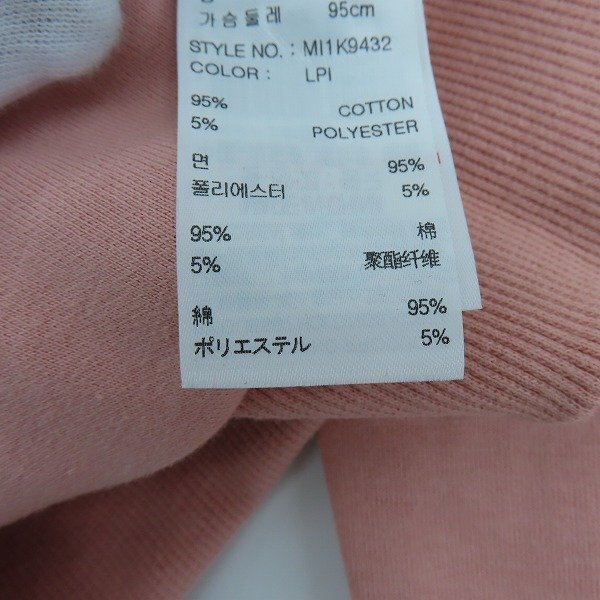 가슴둘레 95cm
STYLE NO. : MI1K9432
COLOR : LPI
95% COTTON
5% POLYESTER
면 95%
폴리에스터 5%
95% 棉
5% 聚酯纤维
綿 95%
ポリエステル 5%